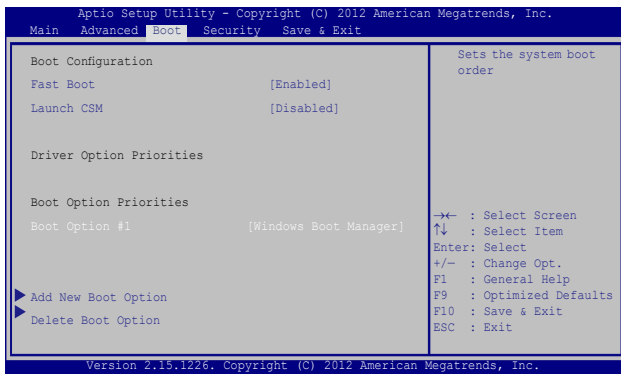 Aptio Setup Utility - Copyright (C) 2012 American Megatrends, Inc.
Main Advanced Boot Security Save & Exit
Boot Configuration
Fast Boot [Enabled]
Launch CSM [Disabled]
Driver Option Priorities
Boot Option Priorities
Boot Option #1 [Windows Boot Manager]
Add New Boot Option
Delete Boot Option
Sets the system boot
order
→← : Select Screen
↑↓ : Select Item
Enter: Select
+/— : Change Opt.
F1 : General Help
F9 : Optimized Defaults
F10 : Save & Exit
ESC : Exit
Version 2.15.1226. Copyright (C) 2012 American Megatrends, Inc.